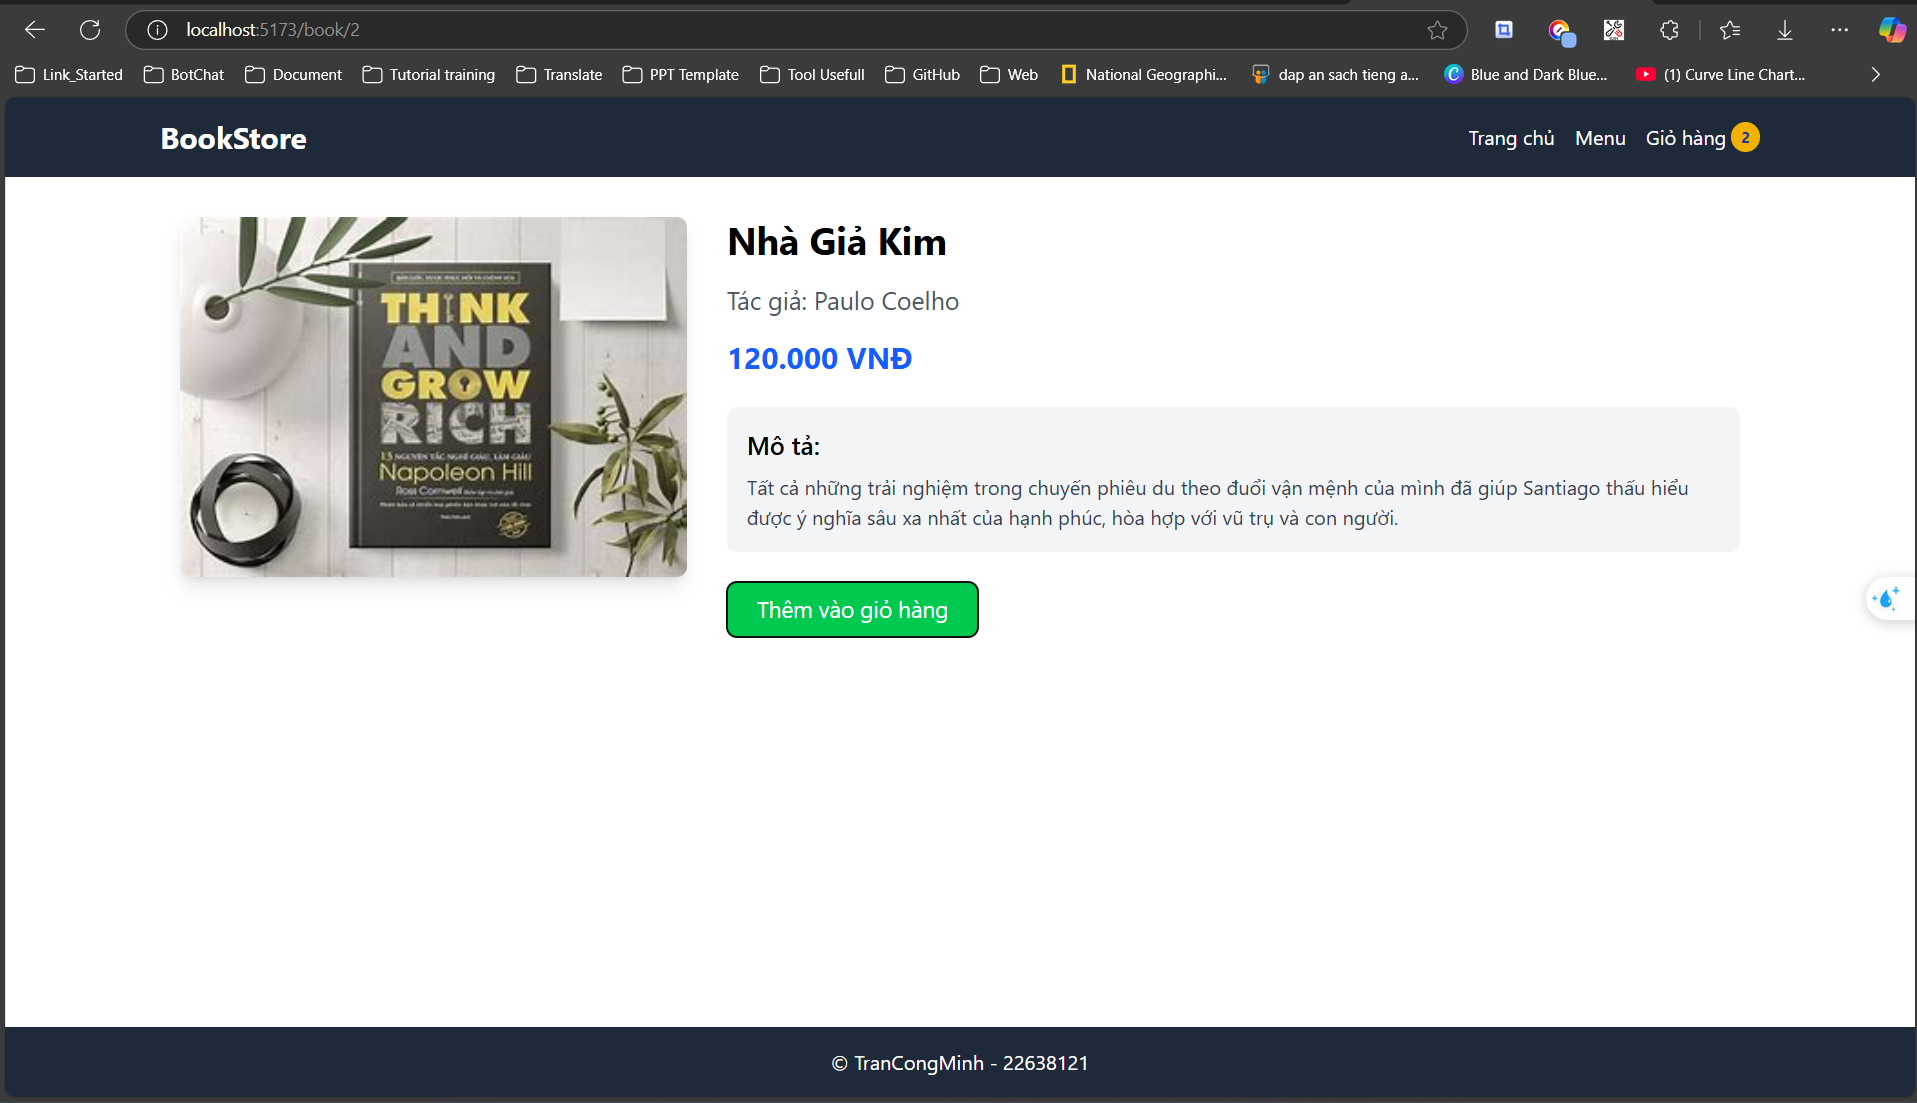 localhost:5173/book/2
Link_Started BotChat Document Tutorial training Translate PPT Template Tool Usefull GitHub Web National Geographi... dap an sach tieng a... Blue and Dark Blue... (1) Curve Line Chart...
BookStore
Trang chủ Menu Giỏ hàng 2
THINK
AND
GROW
RICH
13 NGUYÊN TẮC NGHĨ GIÀU, LÀM GIÀU
Napoleon Hill
Ross Cornwell
Nhà Giả Kim
Tác giả: Paulo Coelho
120.000 VNĐ
Mô tả:
Tất cả những trải nghiệm trong chuyến phiêu du theo đuổi vận mệnh của mình đã giúp Santiago thấu hiểu
được ý nghĩa sâu xa nhất của hạnh phúc, hòa hợp với vũ trụ và con người.
Thêm vào giỏ hàng
© TranCongMinh - 22638121